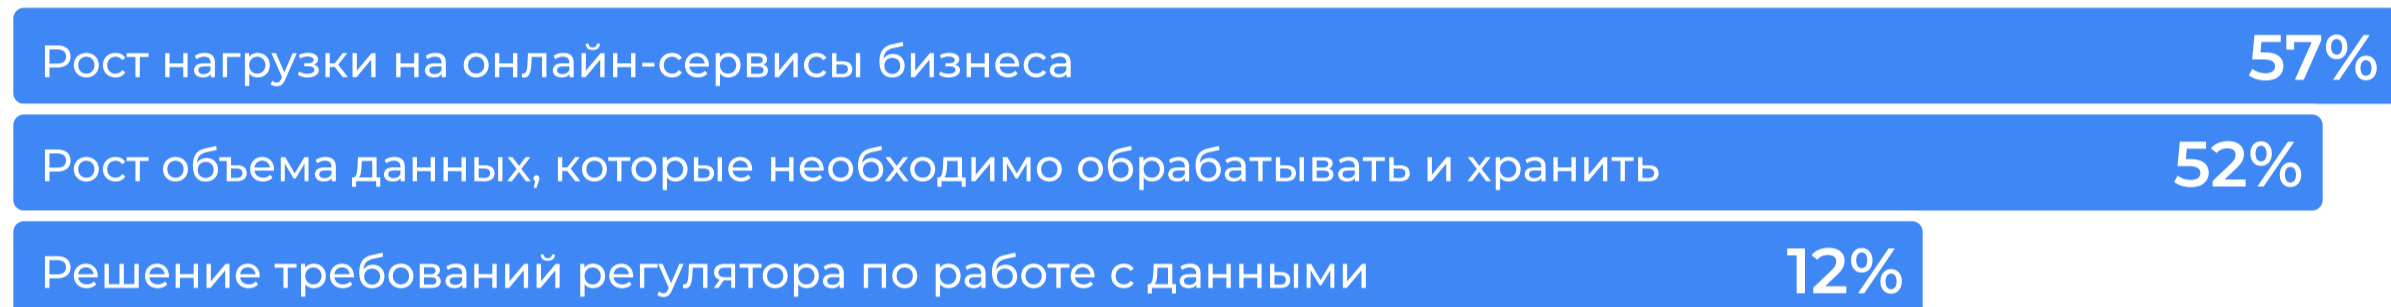 Рост нагрузки на онлайн-сервисы бизнеса 57%
Рост объема данных, которые необходимо обрабатывать и хранить 52%
Решение требований регулятора по работе с данными 12%